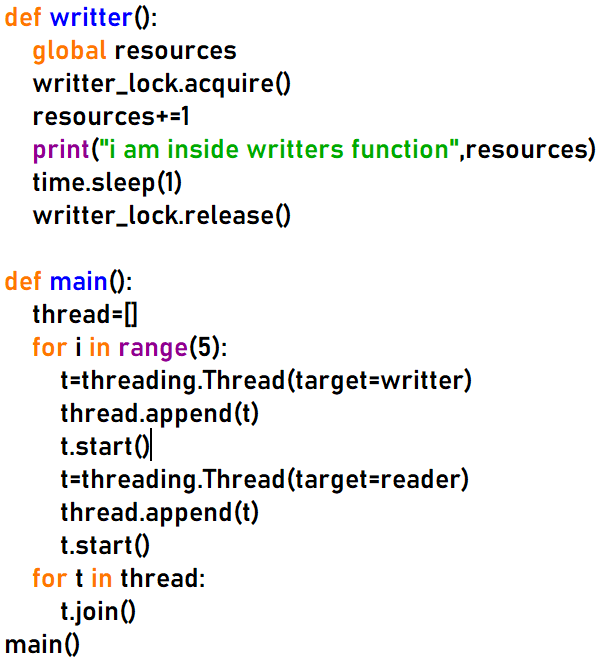 def writter():
    global resources
    writter_lock.acquire()
    resources+=1
    print("i am inside writters function",resources)
    time.sleep(1)
    writter_lock.release()

def main():
    thread=[]
    for i in range(5):
        t=threading.Thread(target=writter)
        thread.append(t)
        t.start()
        t=threading.Thread(target=reader)
        thread.append(t)
        t.start()
    for t in thread:
        t.join()
main()